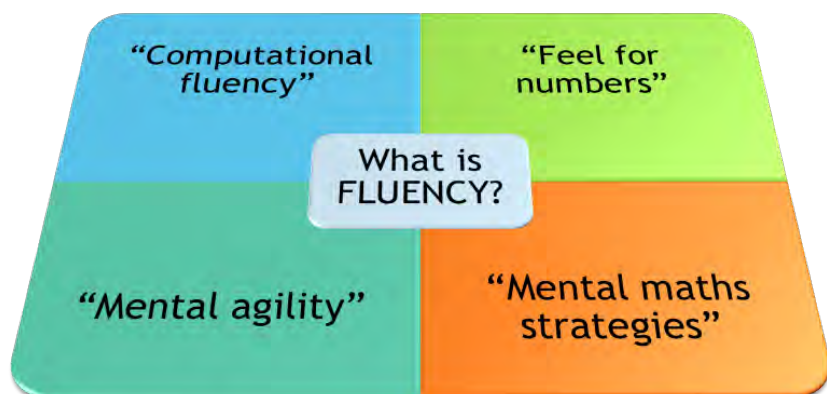 “Computational
fluency”
“Feel for
numbers”
What is
FLUENCY?
“Mental agility”
“Mental maths
strategies”